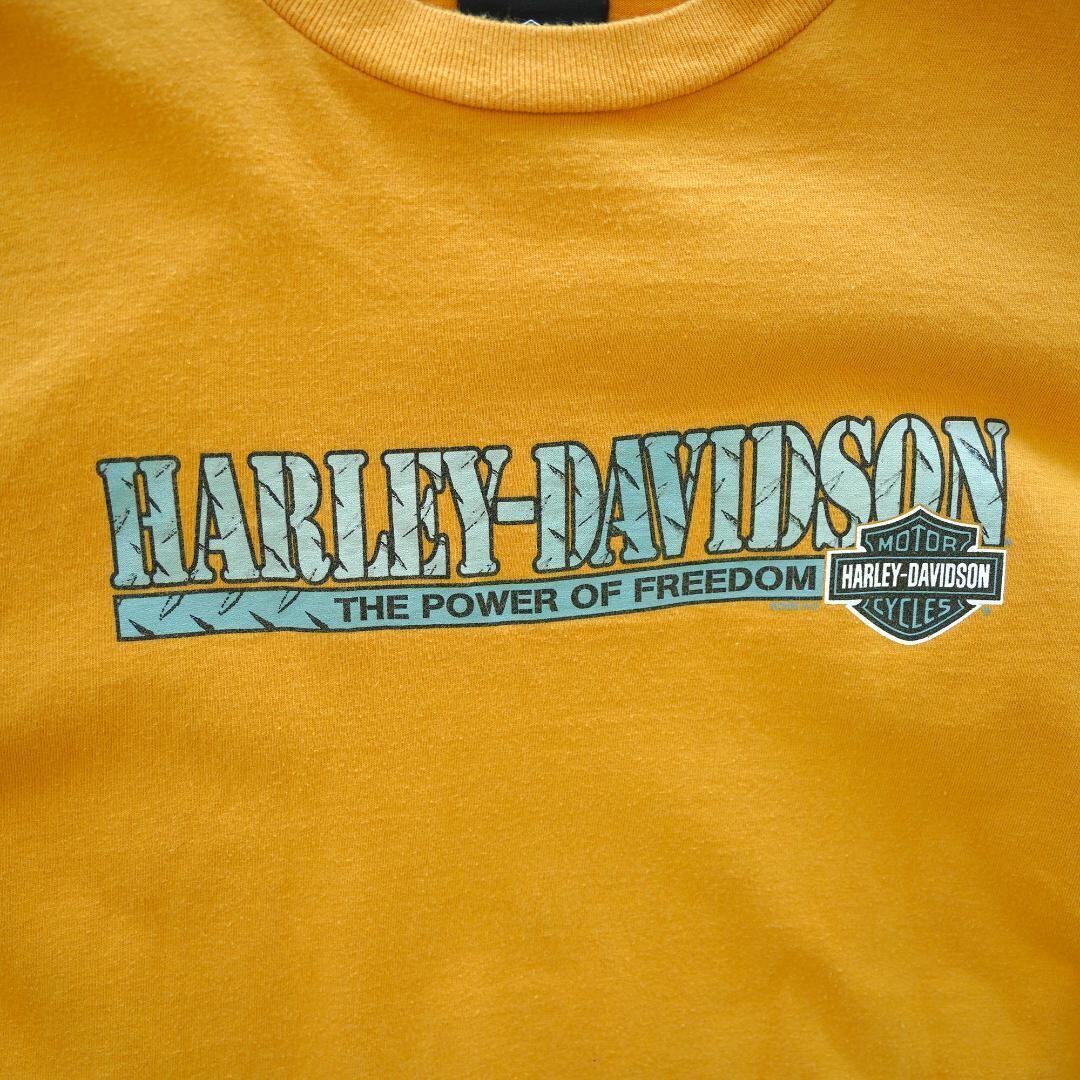 HARLEY-DAVIDSON
THE POWER OF FREEDOM
MOTOR
HARLEY-DAVIDSON
CYCLES